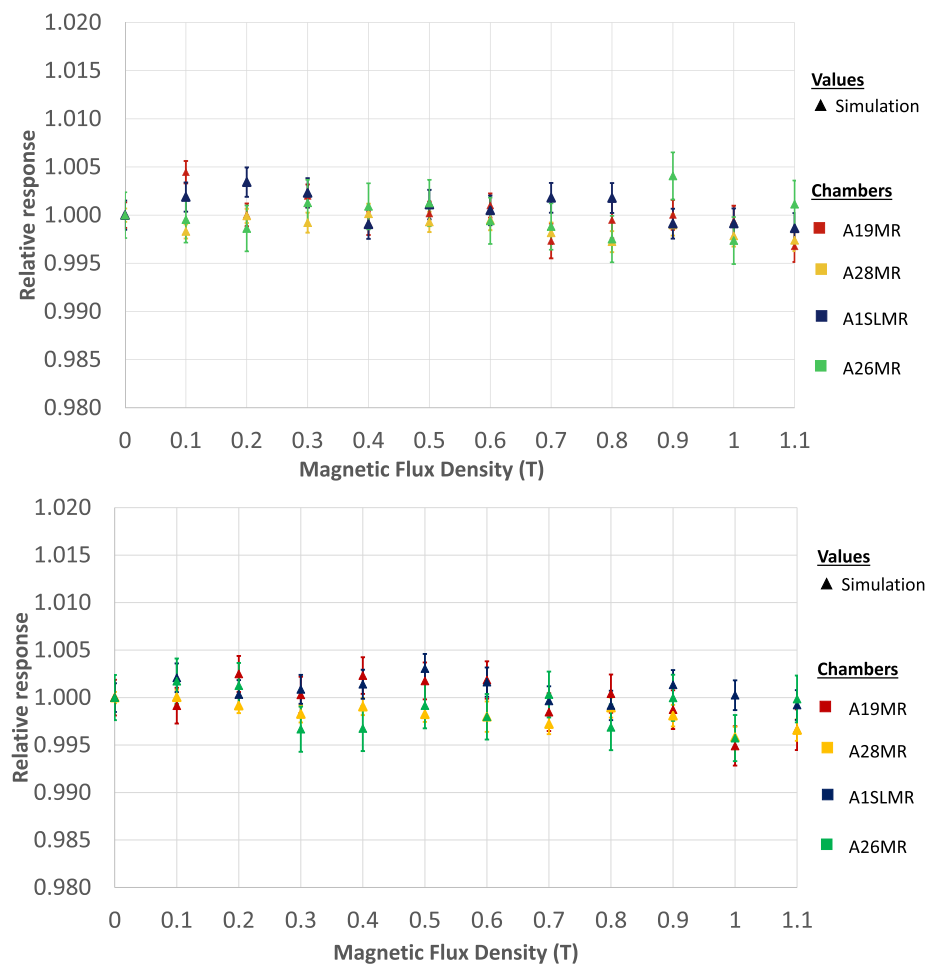 1.020
1.015
1.010
1.005
1.000
0.995
0.990
0.985
0.980
Relative response
0 0.1 0.2 0.3 0.4 0.5 0.6 0.7 0.8 0.9 1 1.1
Magnetic Flux Density (T)
Values
Simulation
Chambers
A19MR
A28MR
A1SLMR
A26MR
1.020
1.015
1.010
1.005
1.000
0.995
0.990
0.985
0.980
Relative response
0 0.1 0.2 0.3 0.4 0.5 0.6 0.7 0.8 0.9 1 1.1
Magnetic Flux Density (T)
Values
Simulation
Chambers
A19MR
A28MR
A1SLMR
A26MR